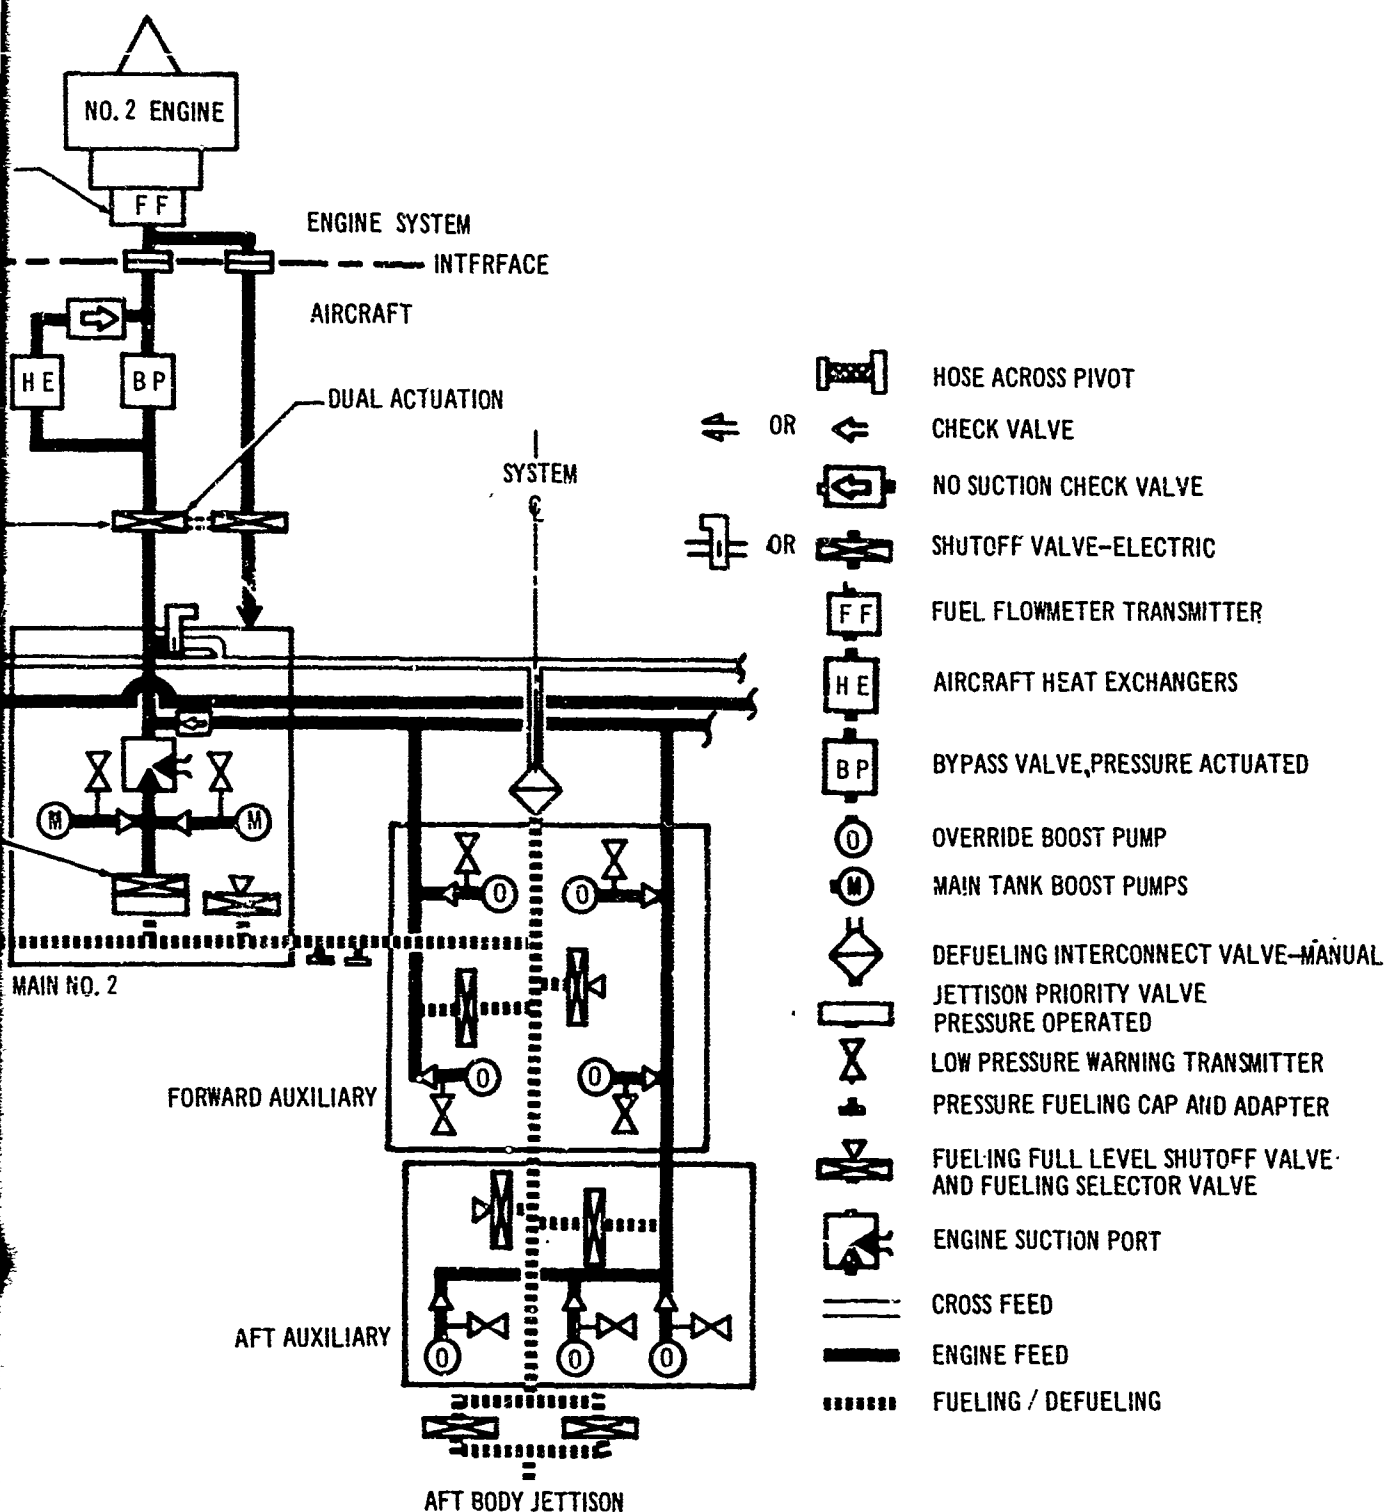 NO. 2 ENGINE
F F
ENGINE SYSTEM
INTFRFACE
AIRCRAFT
H E
B P
DUAL ACTUATION
SYSTEM
℄
M
M
MAIN NO. 2
O
O
O
O
FORWARD AUXILIARY
AFT AUXILIARY
O
O
O
AFT BODY JETTISON
HOSE ACROSS PIVOT
OR
CHECK VALVE
NO SUCTION CHECK VALVE
OR
SHUTOFF VALVE-ELECTRIC
F F
FUEL FLOWMETER TRANSMITTER
H E
AIRCRAFT HEAT EXCHANGERS
B P
BYPASS VALVE, PRESSURE ACTUATED
O
OVERRIDE BOOST PUMP
M
MAIN TANK BOOST PUMPS
DEFUELING INTERCONNECT VALVE-MANUAL
JETTISON PRIORITY VALVE
PRESSURE OPERATED
LOW PRESSURE WARNING TRANSMITTER
PRESSURE FUELING CAP AND ADAPTER
FUELING FULL LEVEL SHUTOFF VALVE
AND FUELING SELECTOR VALVE
ENGINE SUCTION PORT
CROSS FEED
ENGINE FEED
FUELING / DEFUELING